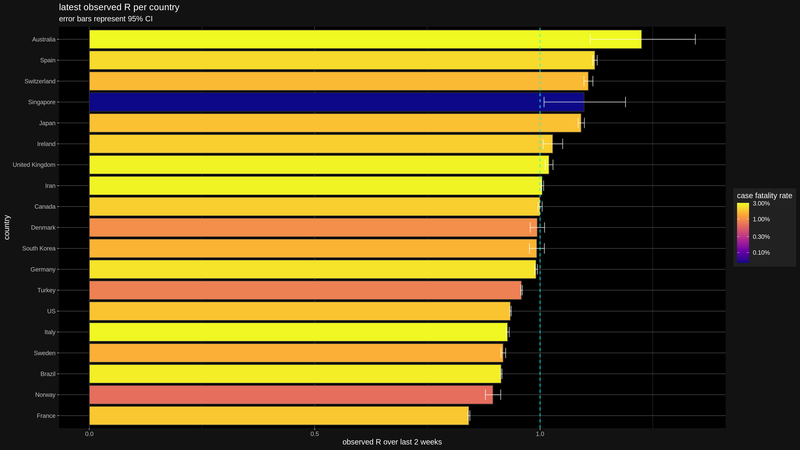 latest observed R per country
error bars represent 95% CI
country
Australia
Spain
Switzerland
Singapore
Japan
Ireland
United Kingdom
Iran
Canada
Denmark
South Korea
Germany
Turkey
US
Italy
Sweden
Brazil
Norway
France
0.0
0.5
1.0
observed R over last 2 weeks
case fatality rate
3.00%
1.00%
0.30%
0.10%